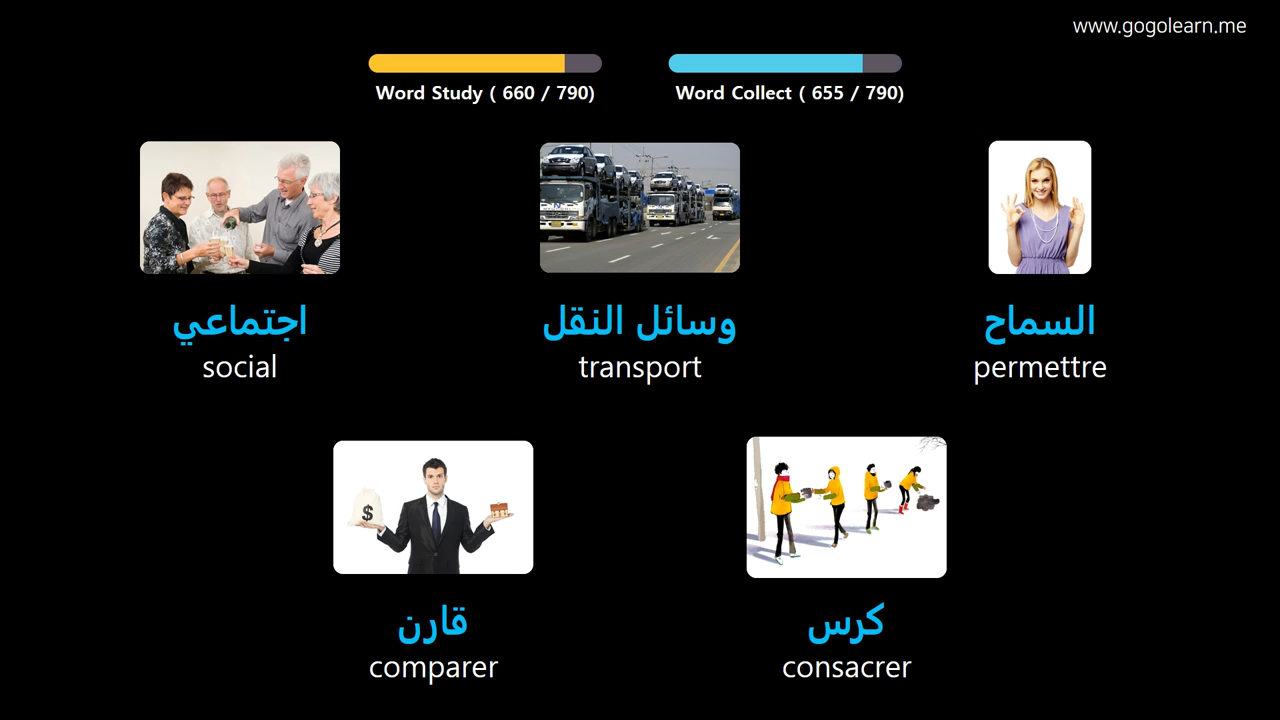 www.gogolearn.me
Word Study ( 660 / 790)
Word Collect ( 655 / 790)
اجتماعي
social
وسائل النقل
transport
السماح
permettre
$
قارن
comparer
كرس
consacrer